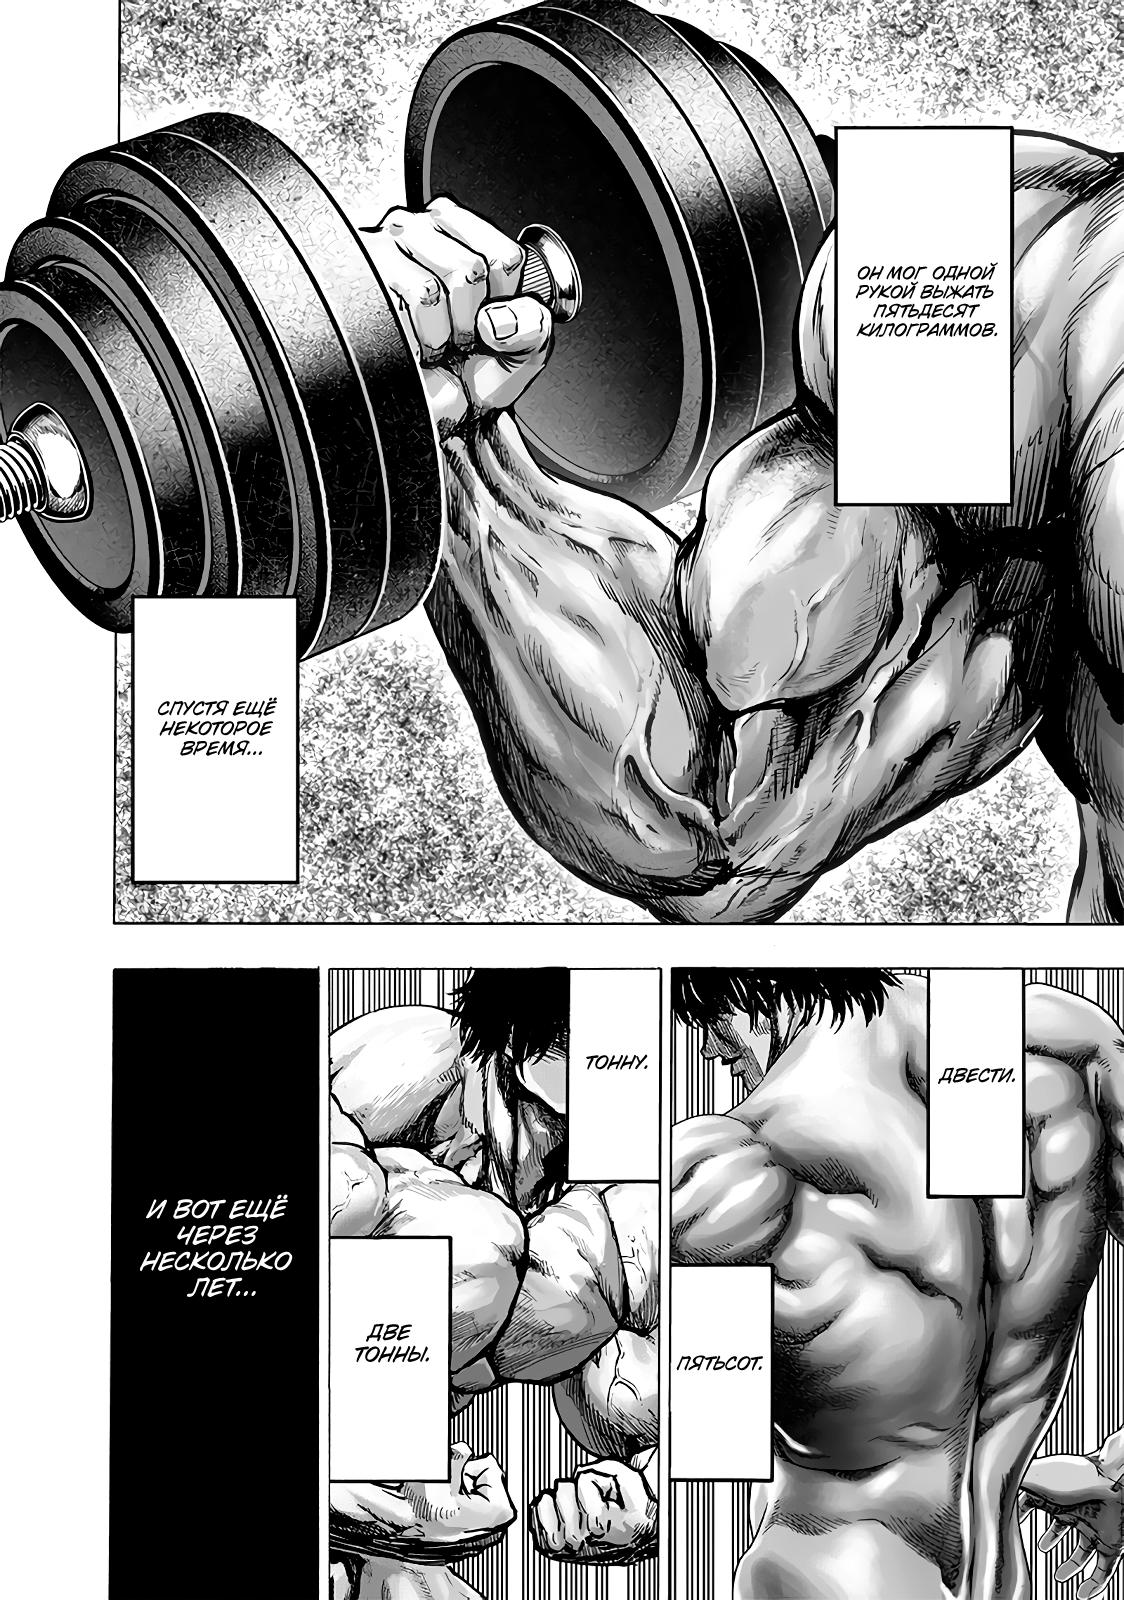 ОН МОГ ОДНОЙ
РУКОЙ ВЫЖАТЬ
ПЯТЬДЕСЯТ
КИЛОГРАММОВ.
СПУСТЯ ЕЩЁ
НЕКОТОРОЕ
ВРЕМЯ...
ДВЕСТИ.
ПЯТЬСОТ.
ТОННУ.
ДВЕ
ТОННЫ.
И ВОТ ЕЩЁ
ЧЕРЕЗ
НЕСКОЛЬКО
ЛЕТ...